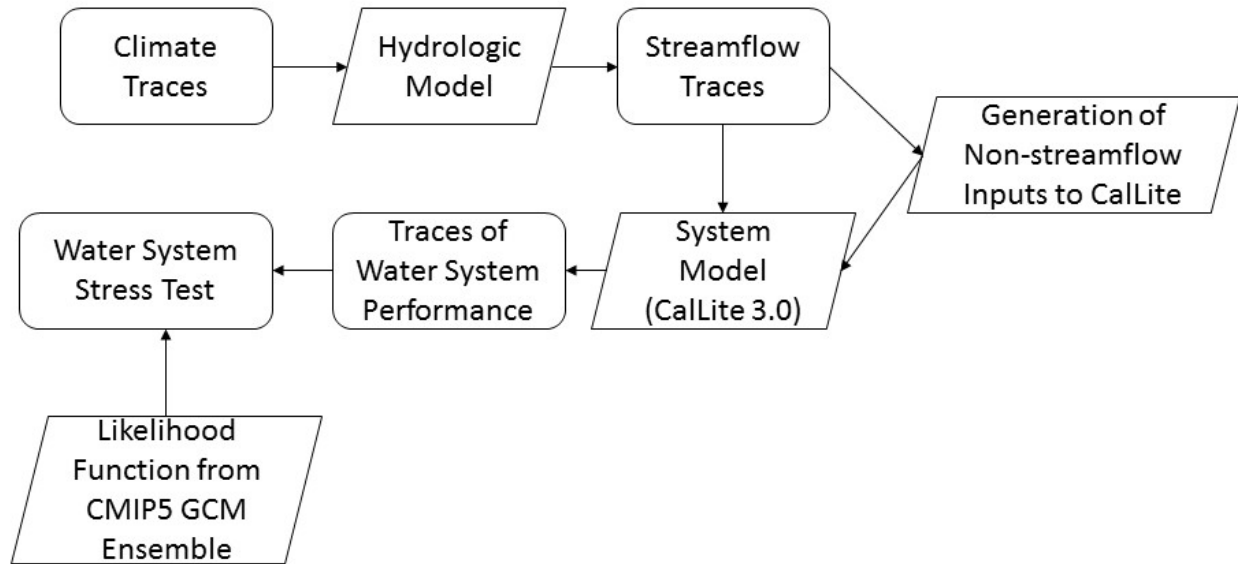 Climate
Traces
Hydrologic
Model
Streamflow
Traces
Generation of
Non-streamflow
Inputs to CalLite
System
Model
(CalLite 3.0)
Traces of
Water System
Performance
Water System
Stress Test
Likelihood
Function from
CMIP5 GCM
Ensemble